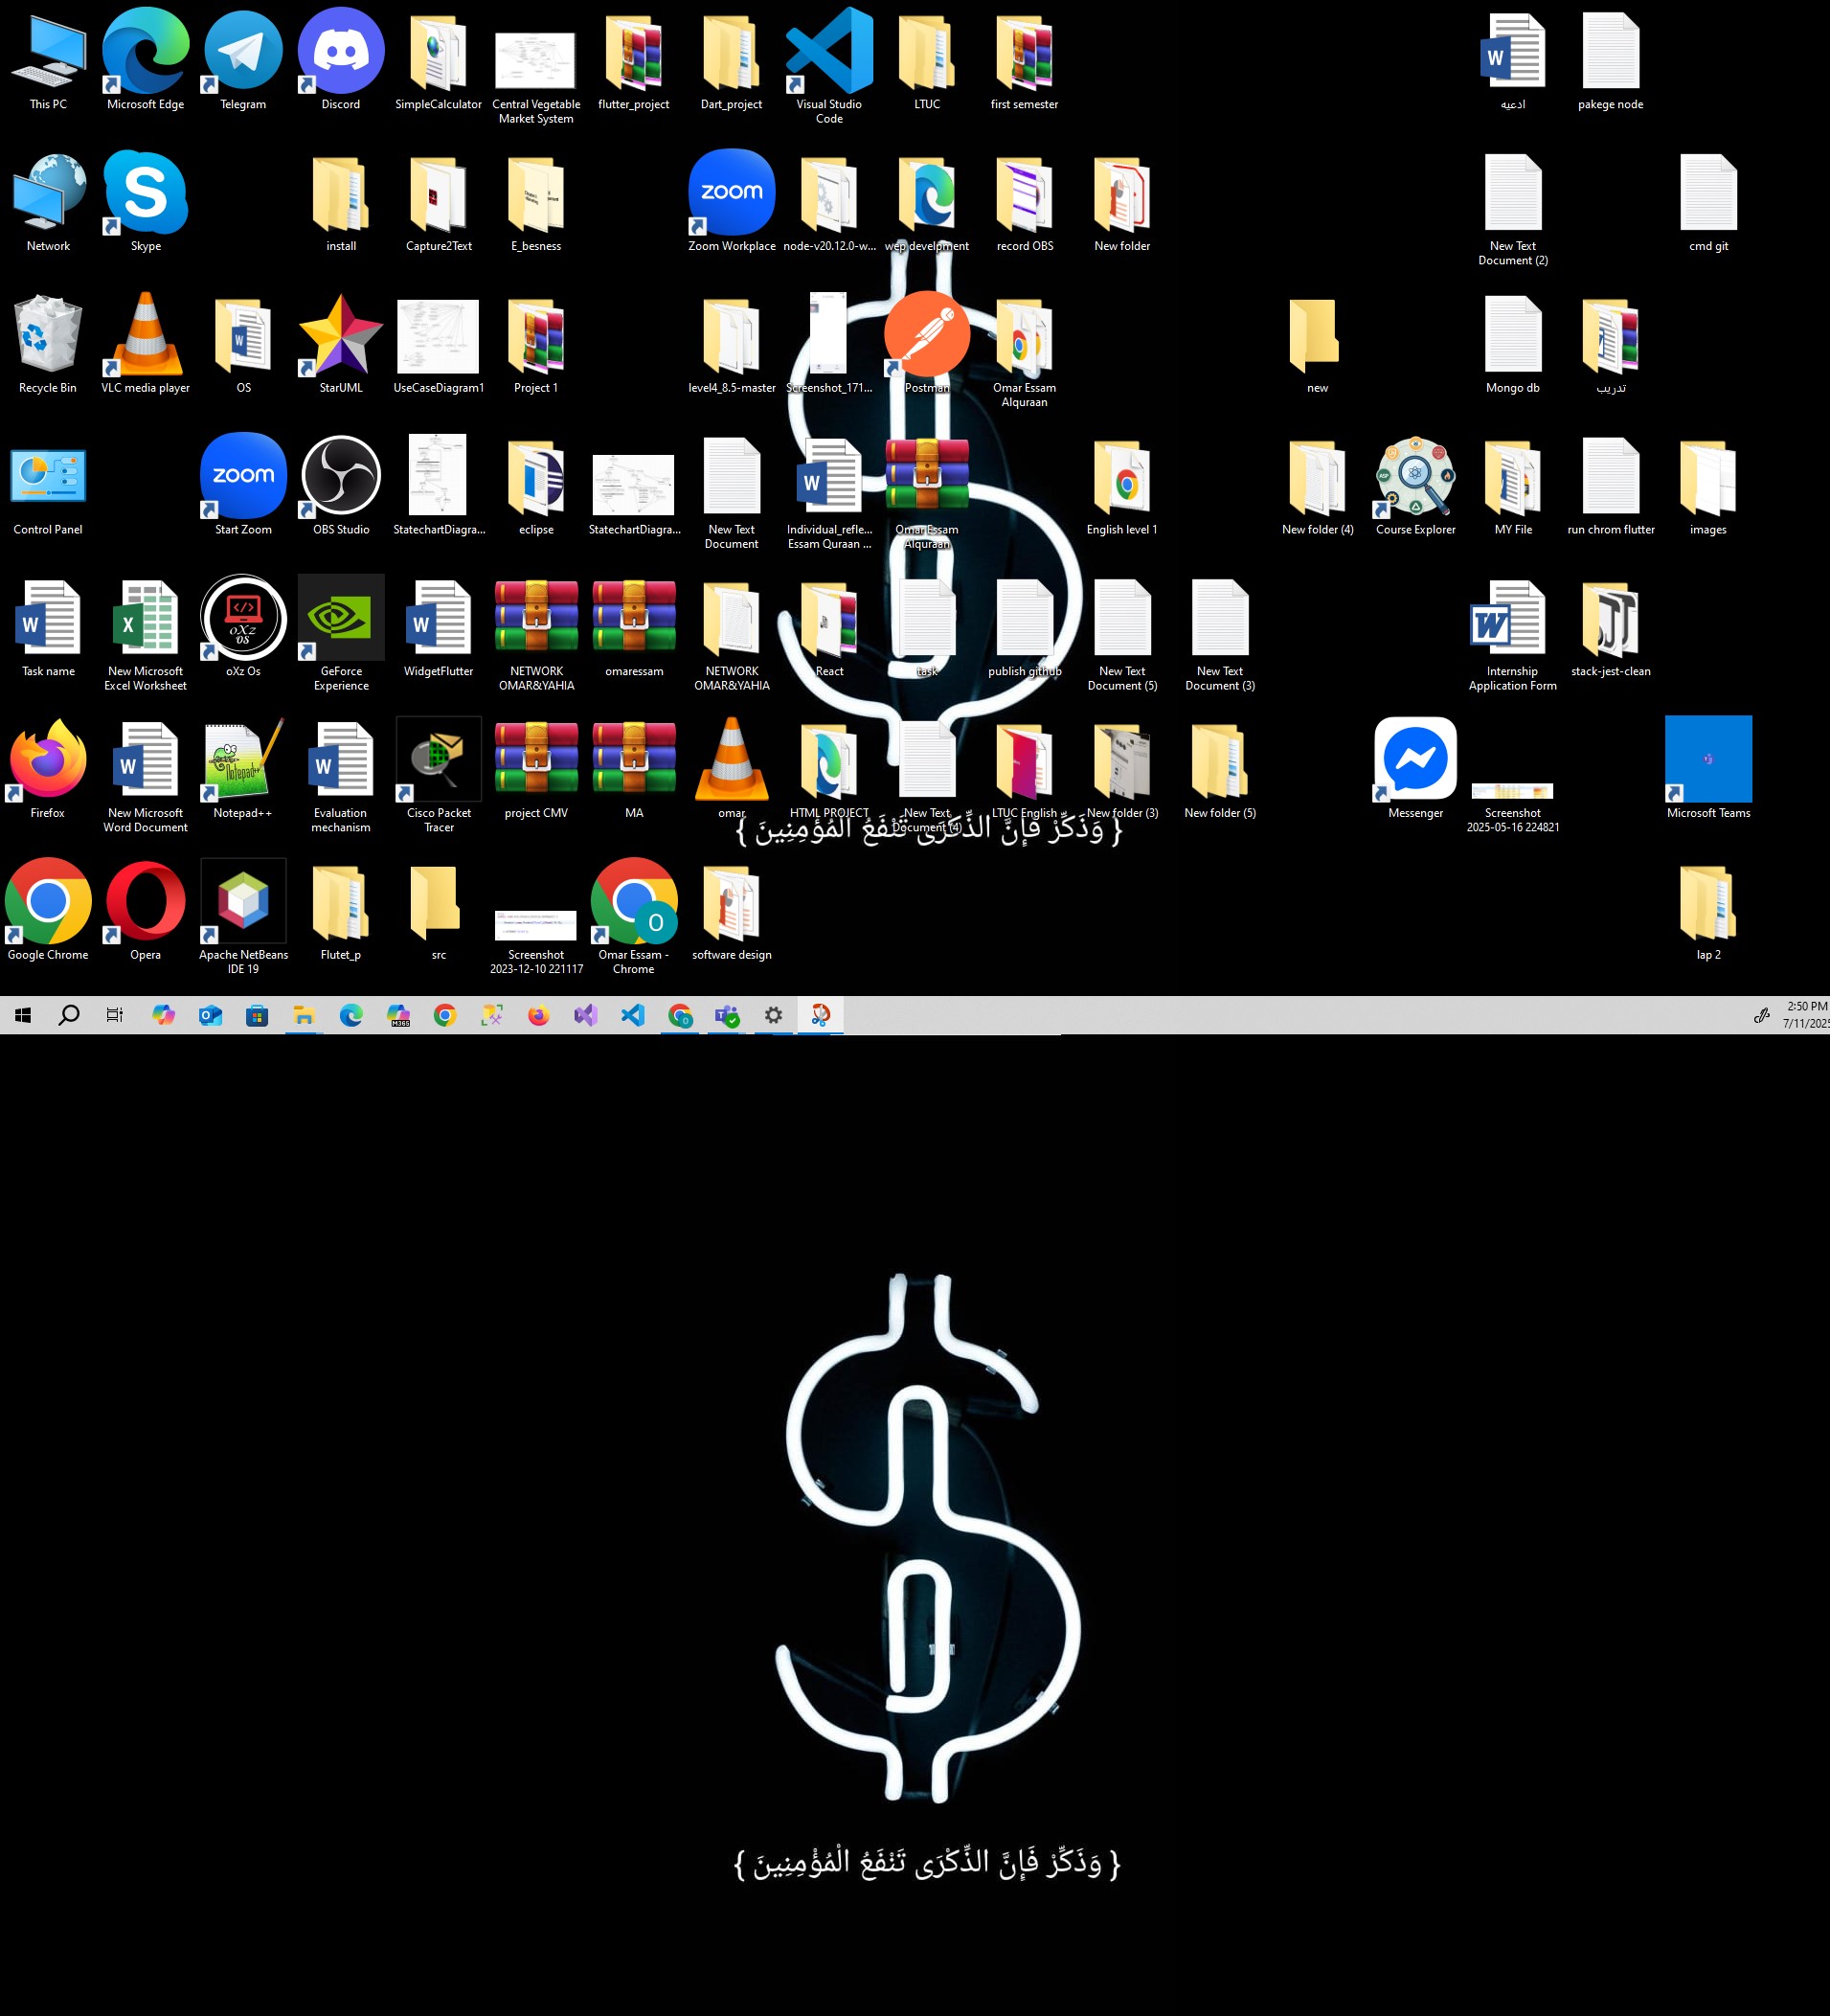 This PC
Microsoft Edge
Telegram
Discord
SimpleCalculator
Central Vegetable
Market System
flutter_project
Dart_project
Visual Studio
Code
LTUC
first semester
ادعيه
pakege node
Network
Skype
install
Capture2Text
E_besness
zoom
Zoom Workplace
node-v20.12.0-w...
wep develpment
record OBS
New folder
New Text
Document (2)
cmd git
Recycle Bin
VLC media player
OS
StarUML
UseCaseDiagram1
Project 1
level4_8.5-master
Screenshot_171...
Postman
Omar Essam
Alquraan
new
Mongo db
تدريب
Control Panel
zoom
Start Zoom
OBS Studio
StatechartDiagra...
eclipse
StatechartDiagra...
New Text
Document
Individual_refle...
Essam Quraan ...
Omar Essam
Alquraan
English level 1
New folder (4)
Course Explorer
MY File
run chrom flutter
images
Task name
New Microsoft
Excel Worksheet
oXz
OS
oXz Os
GeForce
Experience
WidgetFlutter
NETWORK
OMAR&YAHIA
omaressam
NETWORK
OMAR&YAHIA
React
task
publish github
New Text
Document (5)
New Text
Document (3)
Internship
Application Form
stack-jest-clean
Firefox
New Microsoft
Word Document
Notepad++
Notepad++
Evaluation
mechanism
Cisco Packet
Tracer
project CMV
MA
omar
HTML PROJECT
New Text
Document (4)
LTUC English
New folder (3)
New folder (5)
Messenger
Screenshot
2025-05-16 224821
Microsoft Teams
{ وَذَكِّرْ فَإِنَّ الذِّكْرَى تَنْفَعُ الْمُؤْمِنِينَ }
Google Chrome
Opera
Apache NetBeans
IDE 19
Flutet_p
src
Screenshot
2023-12-10 221117
O
Omar Essam -
Chrome
software design
lap 2
M365
2:50 PM
7/11/2025
{ وَذَكِّرْ فَإِنَّ الذِّكْرَى تَنْفَعُ الْمُؤْمِنِينَ }